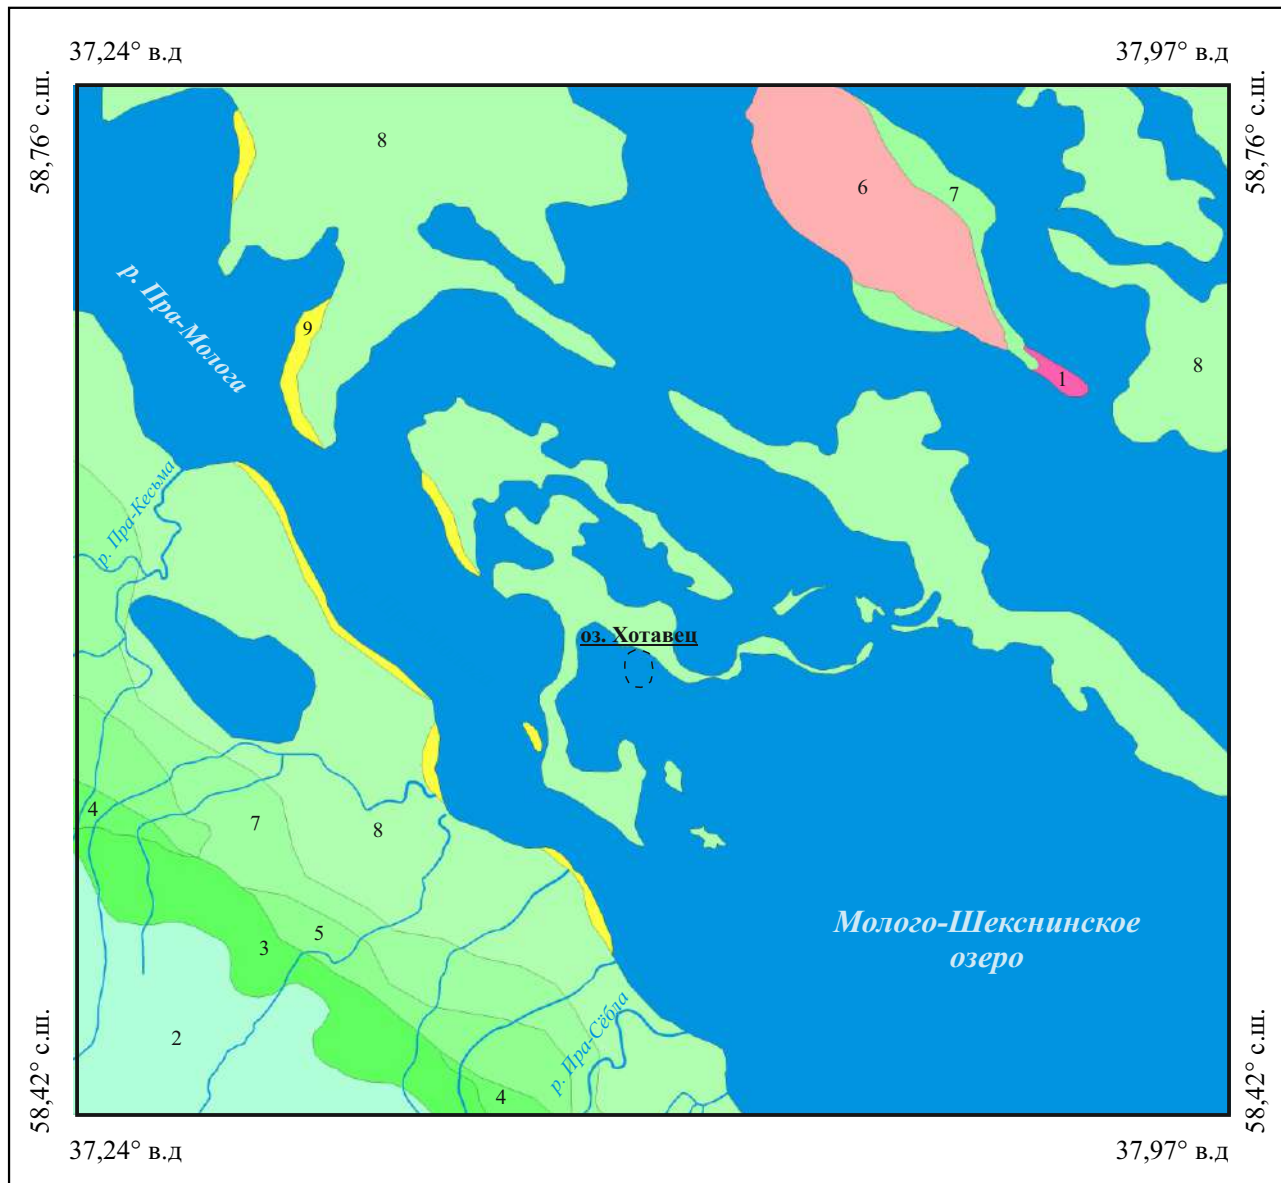 37,24° в.д
37,97° в.д
58,76° с.ш.
58,76° с.ш.
8
6
7
р. Пра-Молога
9
8
1
р. Пра-Кесьма
оз. Хотавец
4
7
8
3
5
Молого-Шекснинское
озеро
2
р. Пра-Сёбла
4
58,42° с.ш.
58,42° с.ш.
37,24° в.д
37,97° в.д